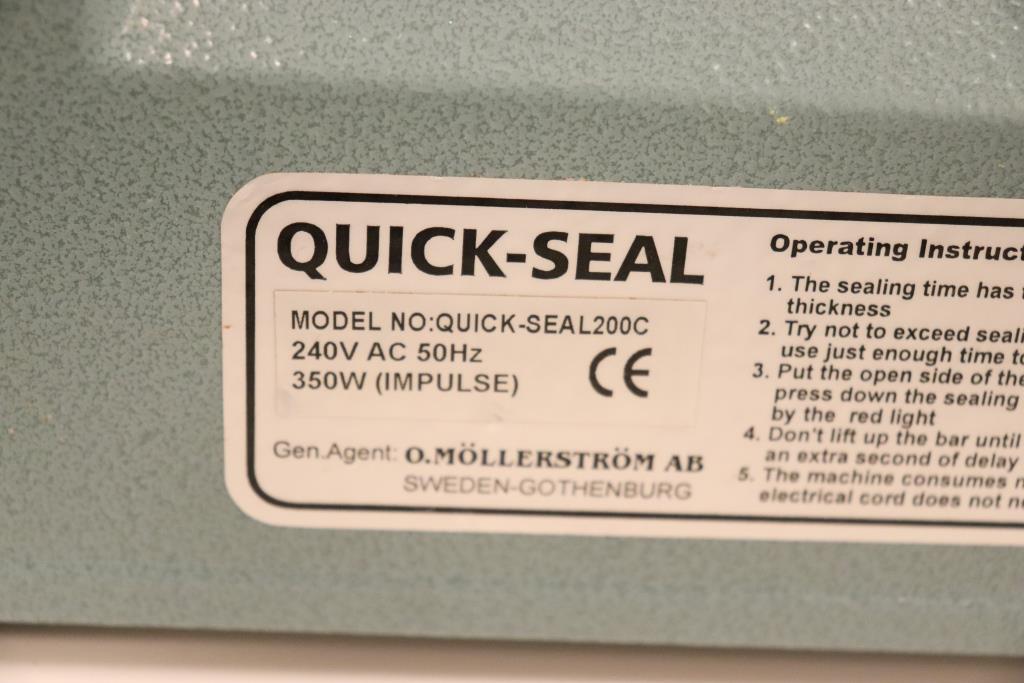 QUICK-SEAL
MODEL NO:QUICK-SEAL200C
240V AC 50Hz
350W (IMPULSE)
CE
Gen.Agent: O.MÖLLERSTRÖM AB
SWEDEN-GOTHENBURG
Operating Instruct
1. The sealing time has
thickness
2. Try not to exceed seali
use just enough time to
3. Put the open side of the
press down the sealing
by the red light
4. Don't lift up the bar until
an extra second of delay
5. The machine consumes
electrical cord does not